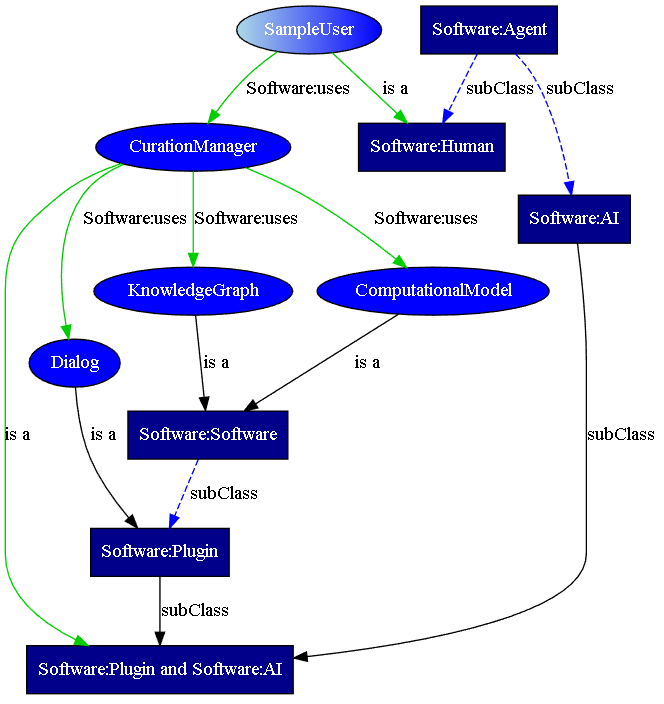 SampleUser
Software:Agent
Software:uses
is a
subClass
subClass
CurationManager
Software:Human
Software:uses
Software:uses
Software:uses
Software:AI
KnowledgeGraph
ComputationalModel
Dialog
is a
is a
is a
is a
Software:Software
subClass
subClass
Software:Plugin
subClass
Software:Plugin and Software:AI